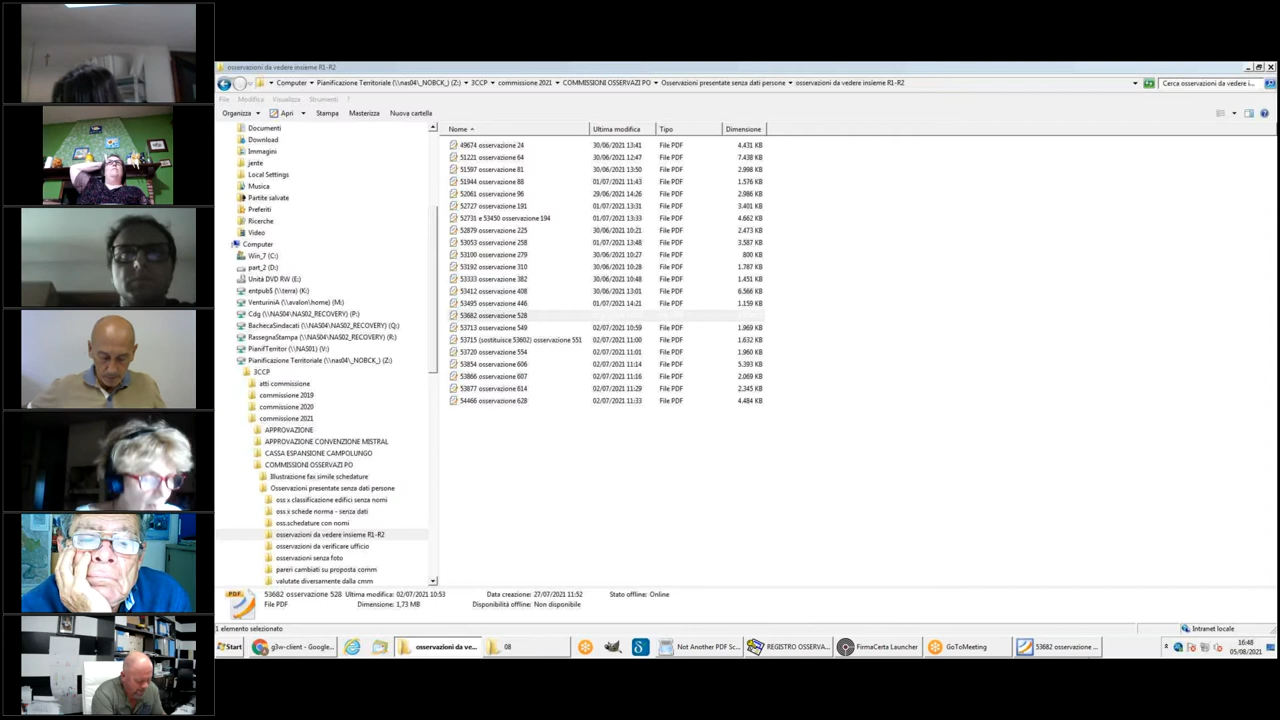 osservazioni da vedere insieme R1-R2
Computer ▸ Pianificazione Territoriale (\\nas04\_NOBCK_) (Z:) ▸ 3CCP ▸ commissione 2021 ▸ COMMISSIONI OSSERVAZI PO ▸ Osservazioni presentate senza dati persone ▸ osservazioni da vedere insieme R1-R2
Cerca osservazioni da vedere i...
File Modifica Visualizza Strumenti ?
Organizza Apri Stampa Masterizza Nuova cartella
Documenti
Download
Immagini
jente
Local Settings
Musica
Partite salvate
Preferiti
Ricerche
Video
Computer
Win_7 (C:)
part_2 (D:)
Unità DVD RW (E:)
entpub$ (\\terra) (K:)
VenturiniA (\\avalon\home) (M:)
Cdg (\\NAS04\NAS02_RECOVERY) (P:)
BachecaSindacati (\\NAS04\NAS02_RECOVERY) (Q:)
RassegnaStampa (\\NAS04\NAS02_RECOVERY) (R:)
PianifTerritor (\\NAS01) (V:)
Pianificazione Territoriale (\\nas04\_NOBCK_) (Z:)
3CCP
atti commissione
commissione 2019
commissione 2020
commissione 2021
APPROVAZIONE
APPROVAZIONE CONVENZIONE MISTRAL
CASSA ESPANSIONE CAMPOLUNGO
COMMISSIONI OSSERVAZI PO
Illustrazione fax simile schedature
Osservazioni presentate senza dati persone
oss x classificazione edifici senza nomi
oss x schede norma - senza dati
oss.schedature con nomi
osservazioni da vedere insieme R1-R2
osservazioni da verificare ufficio
osservazioni senza foto
pareri cambiati su proposta comm
valutate diversamente dalla cmm
Nome Ultima modifica Tipo Dimensione
49674 osservazione 24 30/06/2021 13:41 File PDF 4.431 KB
51221 osservazione 64 30/06/2021 12:47 File PDF 7.438 KB
51597 osservazione 81 30/06/2021 13:50 File PDF 2.998 KB
51944 osservazione 88 01/07/2021 11:43 File PDF 1.576 KB
52061 osservazione 96 29/06/2021 14:26 File PDF 2.986 KB
52727 osservazione 191 01/07/2021 13:31 File PDF 3.401 KB
52731 e 53450 osservazione 194 01/07/2021 13:33 File PDF 4.662 KB
52879 osservazione 225 30/06/2021 10:21 File PDF 2.473 KB
53053 osservazione 258 01/07/2021 13:48 File PDF 3.587 KB
53100 osservazione 279 30/06/2021 10:27 File PDF 800 KB
53192 osservazione 310 30/06/2021 10:28 File PDF 1.787 KB
53333 osservazione 382 30/06/2021 10:48 File PDF 1.451 KB
53412 osservazione 408 30/06/2021 13:01 File PDF 6.566 KB
53495 osservazione 446 01/07/2021 14:21 File PDF 1.159 KB
53682 osservazione 528
53713 osservazione 549 02/07/2021 10:59 File PDF 1.969 KB
53715 (sostituisce 53602) osservazione 551 02/07/2021 11:00 File PDF 1.632 KB
53720 osservazione 554 02/07/2021 11:01 File PDF 1.960 KB
53854 osservazione 606 02/07/2021 11:14 File PDF 5.393 KB
53866 osservazione 607 02/07/2021 11:16 File PDF 2.069 KB
53877 osservazione 614 02/07/2021 11:29 File PDF 2.345 KB
54466 osservazione 628 02/07/2021 11:33 File PDF 4.484 KB
PDF
53682 osservazione 528 Ultima modifica: 02/07/2021 10:53 Data creazione: 27/07/2021 11:52 Stato offline: Online
File PDF Dimensione: 1,73 MB Disponibilità offline: Non disponibile
1 elemento selezionato
Intranet locale
Start g3w-client - Google... osservazioni da ve... 08 Not Another PDF Sc... REGISTRO OSSERVA... FirmaCerta Launcher GoToMeeting 53682 osservazione ... 16:48
05/08/2021